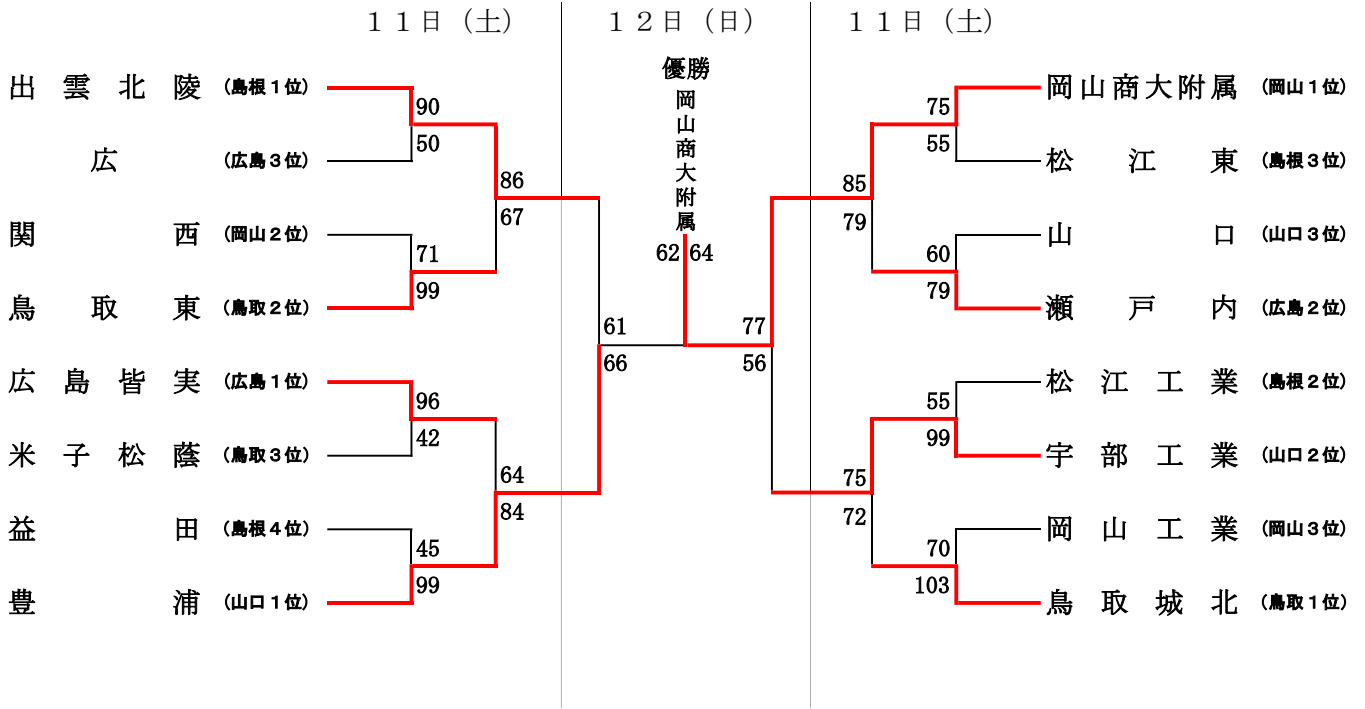 11日(土)
12日(日)
11日(土)
優勝
岡山商大附属
62 64
出雲北陵 (島根1位)
90
50
広 (広島3位)
86
67
関西 (岡山2位)
71
99
鳥取東 (鳥取2位)
61
66
広島皆実 (広島1位)
96
42
米子松蔭 (鳥取3位)
64
84
益田 (島根4位)
45
99
豊浦 (山口1位)
岡山商大附属 (岡山1位)
75
55
松江東 (島根3位)
85
79
山口 (山口3位)
60
79
瀬戸内 (広島2位)
77
56
松江工業 (島根2位)
55
99
宇部工業 (山口2位)
75
72
岡山工業 (岡山3位)
70
103
鳥取城北 (鳥取1位)